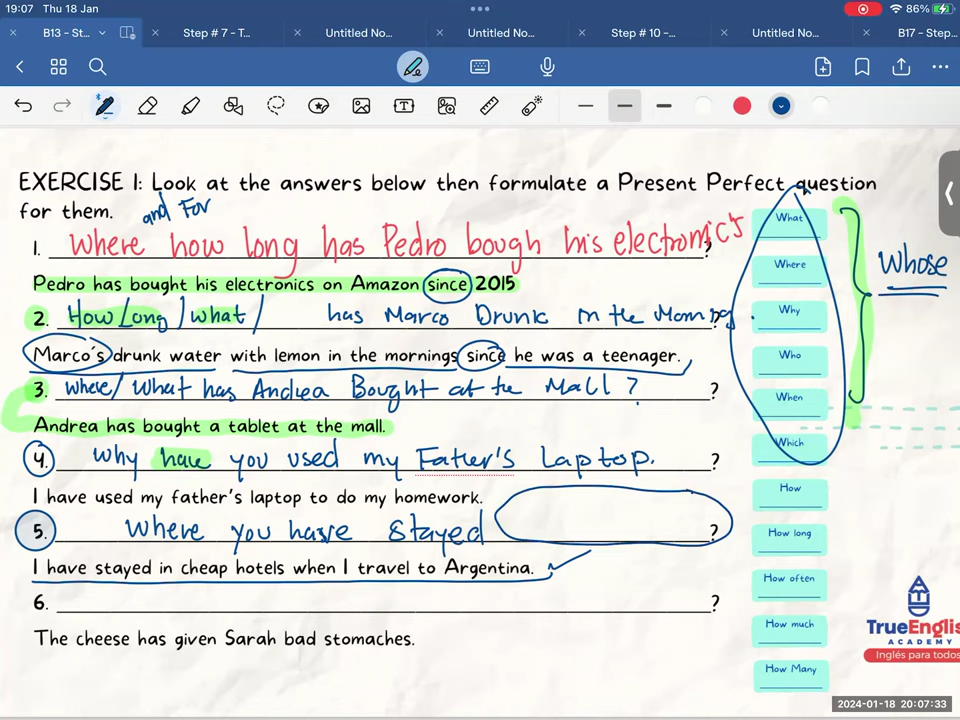 19:07 Thu 18 Jan
86%
B13 - St...
Step # 7 - T...
Untitled No...
Untitled No...
Step # 10 -...
Untitled No...
B17 - Step...
EXERCISE 1: Look at the answers below then formulate a Present Perfect question
for them.
and For
1. Where how long has Pedro bough his electronics ?
Pedro has bought his electronics on Amazon since 2015
2. How Long / what / has Marco Drunk in the Morning. ?
Marco's drunk water with lemon in the mornings since he was a teenager.
3. where / What has Andrea Bought at the Mall ? ?
Andrea has bought a tablet at the mall.
4. why have you used my Father's Laptop. ?
I have used my father's laptop to do my homework.
5. where you have stayed ?
I have stayed in cheap hotels when I travel to Argentina.
6. ?
The cheese has given Sarah bad stomaches.
What
Where
Why
Who
When
Which
How
How long
How often
How much
How Many
Whose
TrueEnglis
ACADEMY
Inglés para todos
2024-01-18 20:07:33